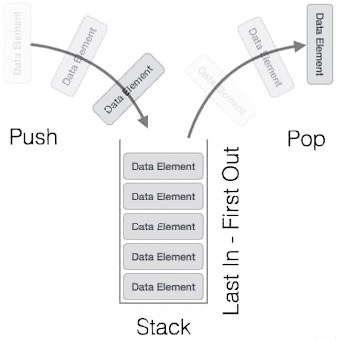 Data Element
Data Element
Data Element
Data Element
Data Element
Data Element
Push
Pop
Data Element
Data Element
Data Element
Data Element
Data Element
Last In - First Out
Stack